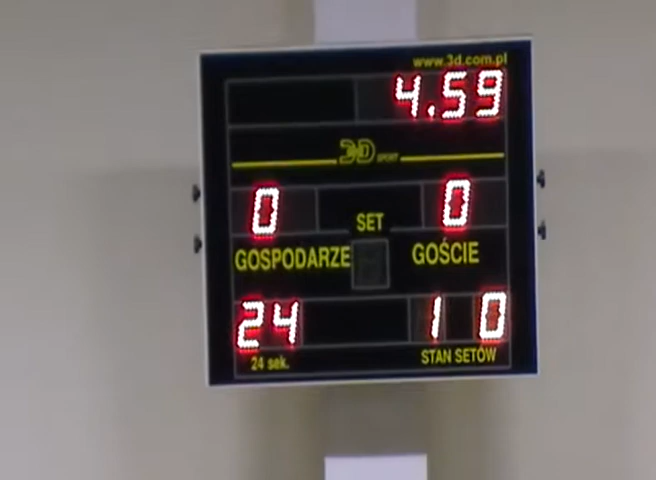 www.3d.com.pl
4.59
3D SPORT
0 0
SET
GOSPODARZE GOŚCIE
24 1 0
24 sek. STAN SETÓW